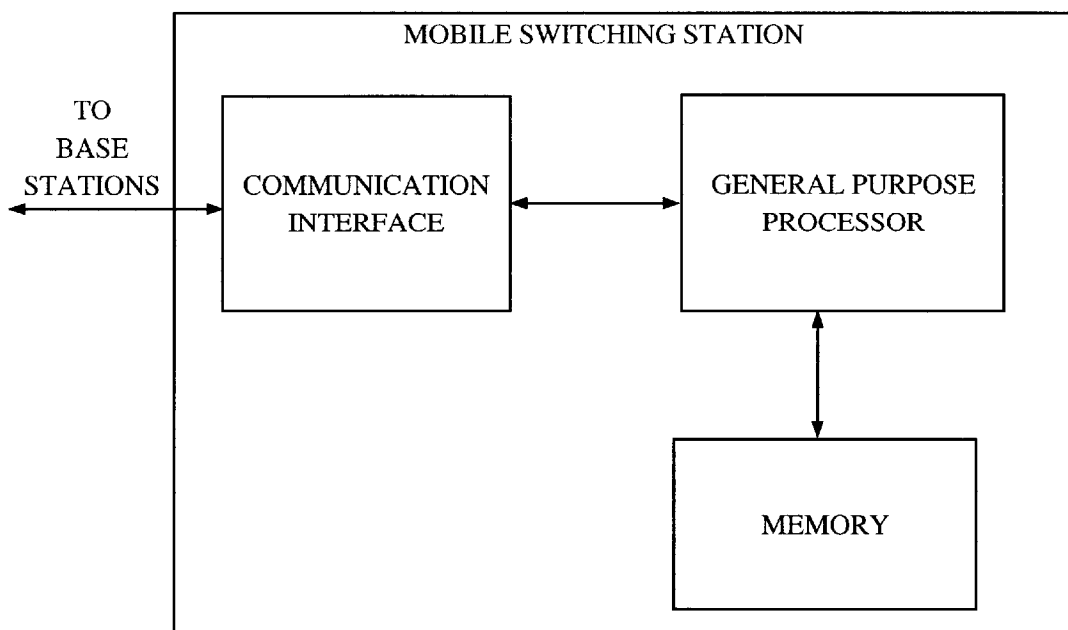 MOBILE SWITCHING STATION
TO
BASE
STATIONS
COMMUNICATION
INTERFACE
GENERAL PURPOSE
PROCESSOR
MEMORY